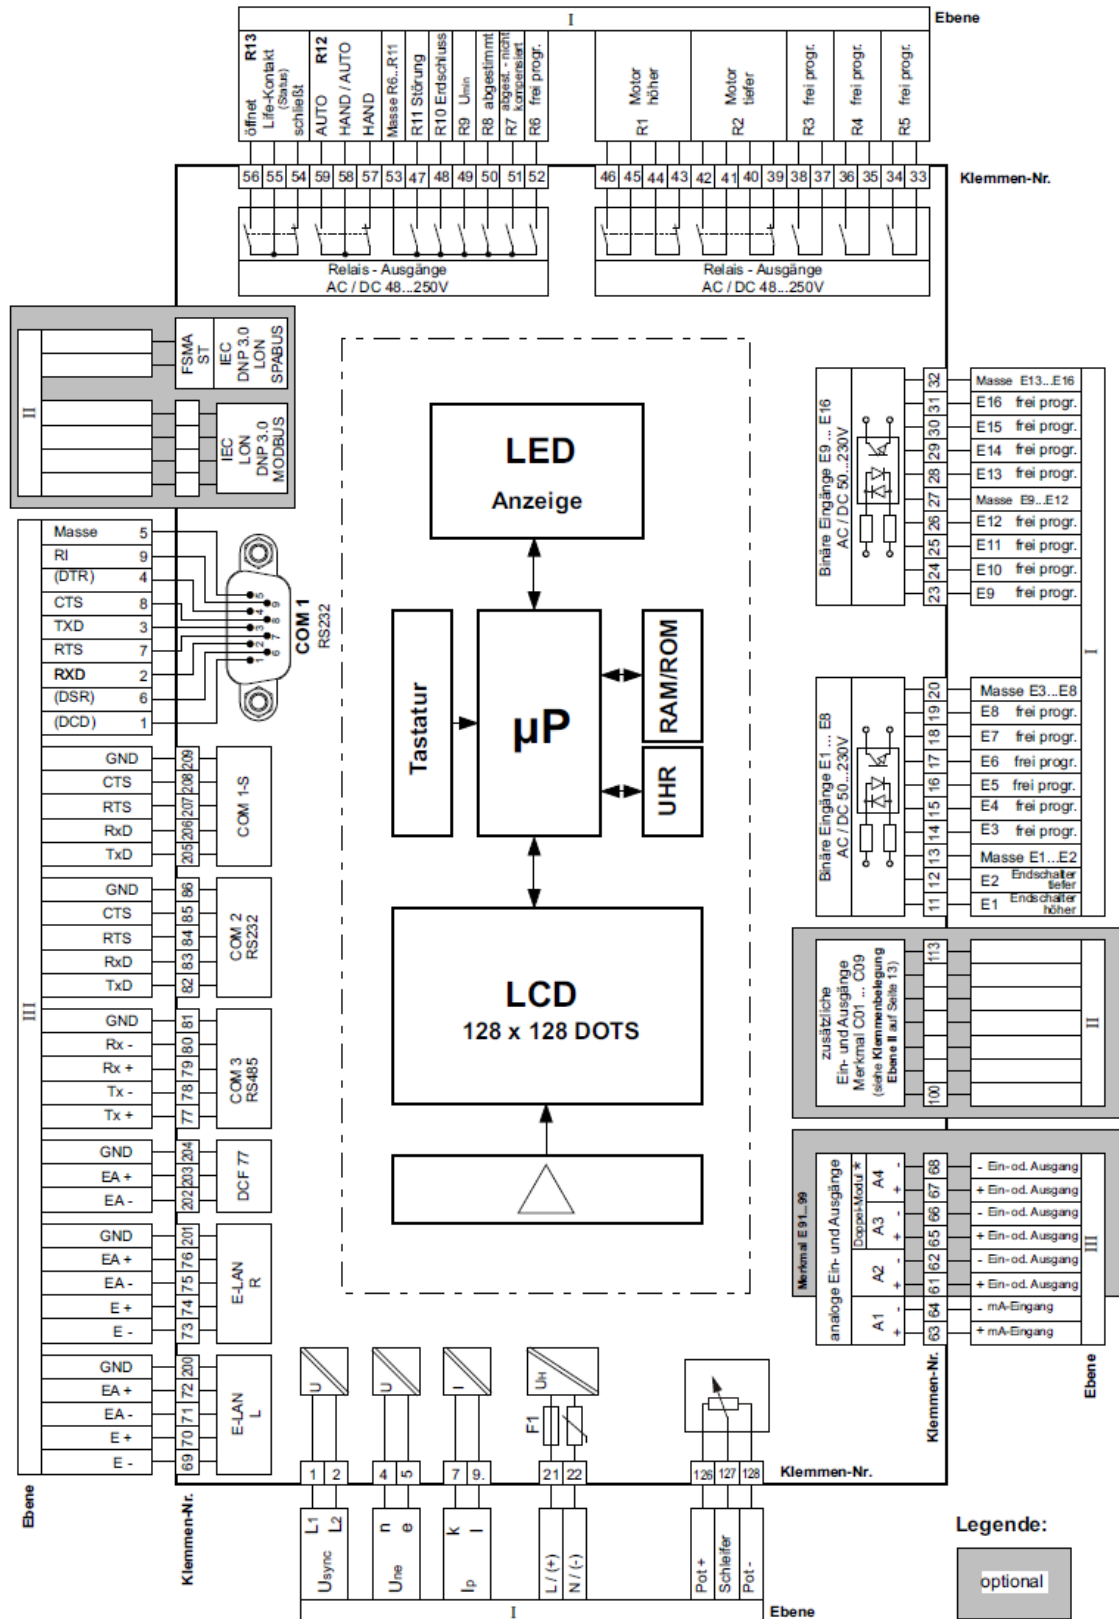 I
Ebene
öffnet R13
Life-Kontakt
(Status)
schließt
AUTO R12
HAND / AUTO
HAND
Masse R6...R11
R11 Störung
R10 Erdschluss
R9 Umin
R8 abgestimmt
R7 abgest. - nicht
kompensiert
R6 frei progr.
R1 Motor
höher
R2 Motor
tiefer
R3 frei progr.
R4 frei progr.
R5 frei progr.
56 55 54 59 58 57 53 47 48 49 50 51 52
46 45 44 43 42 41 40 39 38 37 36 35 34 33
Klemmen-Nr.
Relais - Ausgänge
AC / DC 48...250V
Relais - Ausgänge
AC / DC 48...250V
II
FSMA
ST
IEC
DNP 3.0
LON
SPABUS
IEC
LON
DNP 3.0
MODBUS
III
Masse 5
RI 9
(DTR) 4
CTS 8
TXD 3
RTS 7
RXD 2
(DSR) 6
(DCD) 1
5
9
4
8
3
7
2
6
1
COM 1
RS232
GND 209
CTS 208
RTS 207
RxD 206
TxD 205
COM 1-S
GND 86
CTS 85
RTS 84
RxD 83
TxD 82
COM 2
RS232
GND 81
Rx - 80
Rx + 79
Tx - 78
Tx + 77
COM 3
RS485
GND 204
EA + 203
EA - 202
DCF 77
GND 201
EA + 76
EA - 75
E + 74
E - 73
E-LAN
R
GND 200
EA + 72
EA - 71
E + 70
E - 69
E-LAN
L
Ebene
Klemmen-Nr.
LED
Anzeige
Tastatur
µP
RAM/ROM
UHR
LCD
128 x 128 DOTS
Binäre Eingänge E9 ... E16
AC / DC 50...230V
32 Masse E13...E16
31 E16 frei progr.
30 E15 frei progr.
29 E14 frei progr.
28 E13 frei progr.
27 Masse E9...E12
26 E12 frei progr.
25 E11 frei progr.
24 E10 frei progr.
23 E9 frei progr.
I
Binäre Eingänge E1 ... E8
AC / DC 50...230V
20 Masse E3...E8
19 E8 frei progr.
18 E7 frei progr.
17 E6 frei progr.
16 E5 frei progr.
15 E4 frei progr.
14 E3 frei progr.
13 Masse E1...E2
12 E2 Endschalter
tiefer
11 E1 Endschalter
höher
zusätzliche
Ein- und Ausgänge
Merkmal C01 ... C09
(siehe Klemmenbelegung
Ebene II auf Seite 13)
113
100
II
Merkmal E91...99
analoge Ein- und Ausgänge
Doppel-Modul *
A4 - +
A3 - +
A2 - +
A1 - +
68 - Ein-od. Ausgang
67 + Ein-od. Ausgang
66 - Ein-od. Ausgang
65 + Ein-od. Ausgang
62 - Ein-od. Ausgang
61 + Ein-od. Ausgang
64 - mA-Eingang
63 + mA-Eingang
III
Klemmen-Nr.
Ebene
U
U
I
UH
F1
1 2 4 5 7 9. 21 22 126 127 128
Klemmen-Nr.
L1 L2
Usync
n e
Une
k l
Ip
L / (+)
N / (-)
Pot +
Schleifer
Pot -
I
Ebene
Legende:
optional